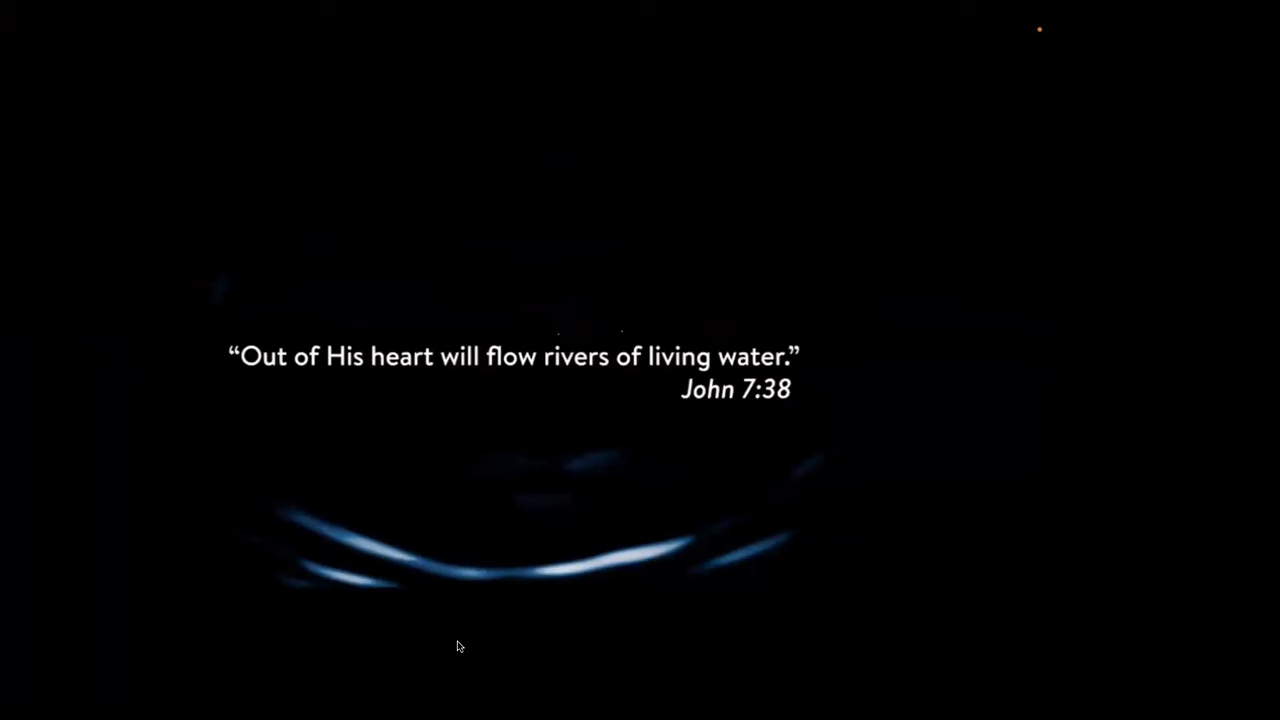 “Out of His heart will flow rivers of living water.”
John 7:38